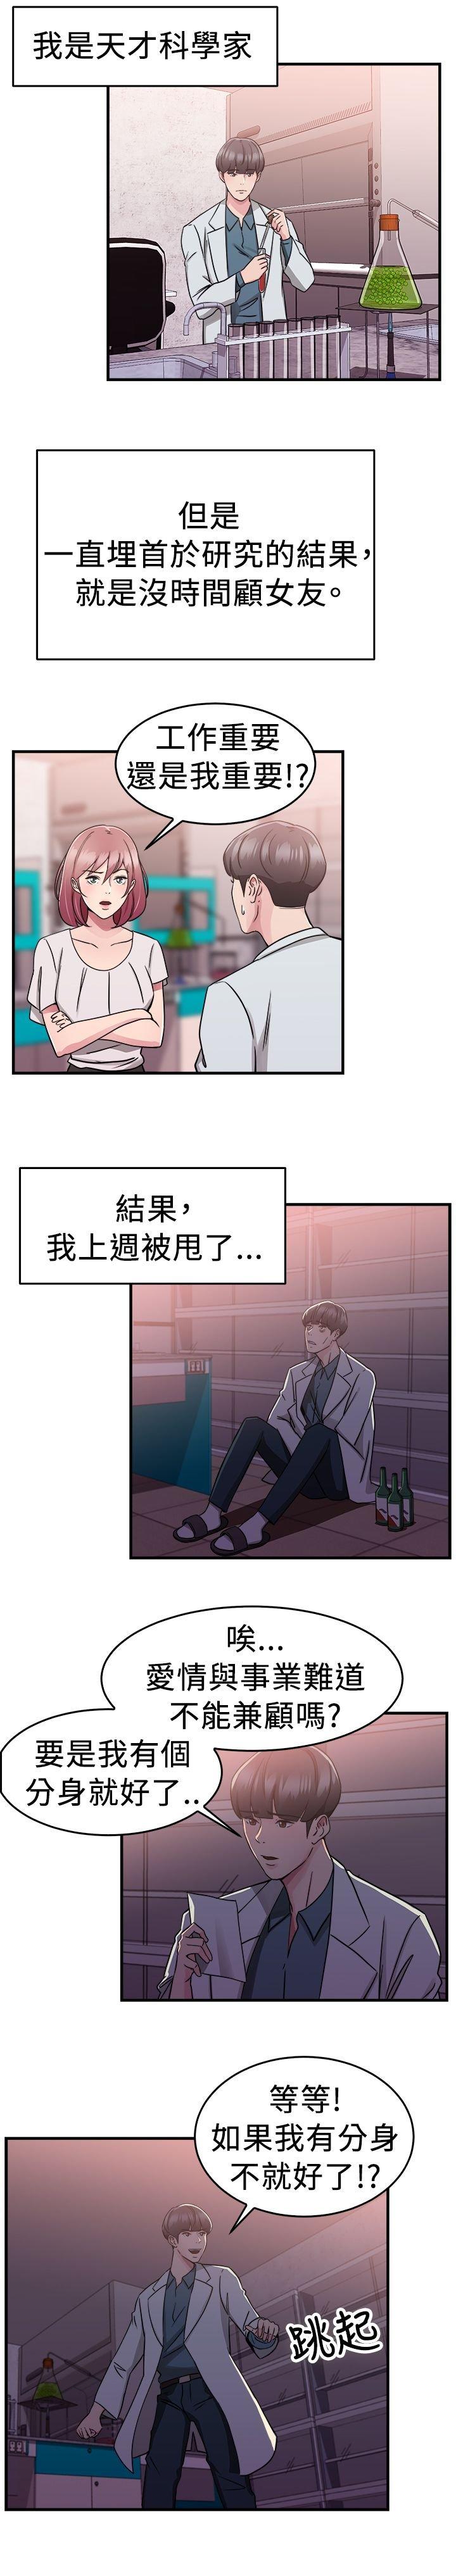 我是天才科學家
但是
一直埋首於研究的結果，
就是沒時間顧女友。
工作重要
還是我重要!?
結果，
我上週被甩了...
唉...
愛情與事業難道
不能兼顧嗎?
要是我有個
分身就好了..
等等!
如果我有分身
不就好了!?
跳起